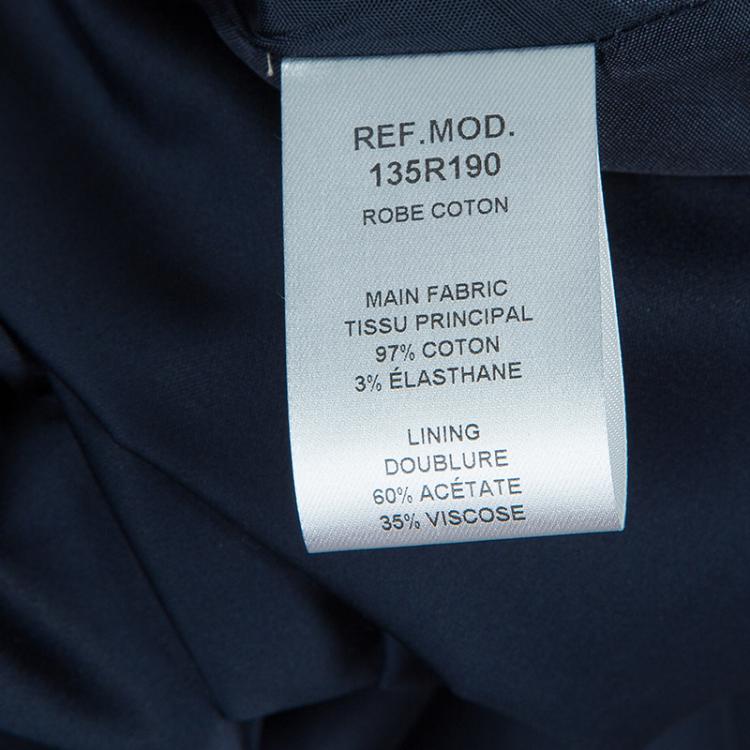 REF.MOD.
135R190
ROBE COTON
MAIN FABRIC
TISSU PRINCIPAL
97% COTON
3% ÉLASTHANE
LINING
DOUBLURE
60% ACÉTATE
35% VISCOSE